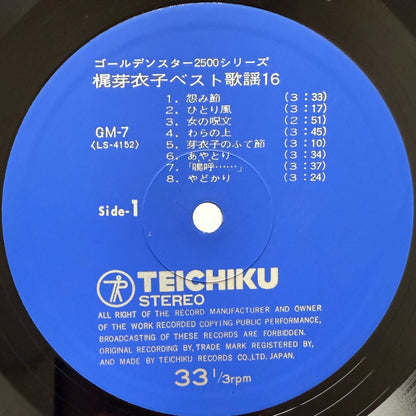 ゴールデンスター2500シリーズ
梶芽衣子ベスト歌謡16
GM-7
〈LS-4152〉
1. 怨み節 (3:33)
2. ひとり風 (3:17)
3. 女の呪文 (2:51)
4. わらの上 (3:45)
5. 芽衣子のふて節 (3:10)
6. あやとり (3:34)
7. 「嗚呼……」 (3:37)
8. やどかり (3:24)
Side-1
TEICHIKU
STEREO
ALL RIGHT OF THE RECORD MANUFACTURER AND OWNER
OF THE WORK RECORDED COPYING PUBLIC PERFORMANCE,
BROADCASTING OF THESE RECORDS ARE FORBIDDEN.
ORIGINAL RECORDING BY, TRADE MARK REGISTERED BY,
AND MADE BY TEICHIKU RECORDS CO.LTD. JAPAN.
33 1/3rpm